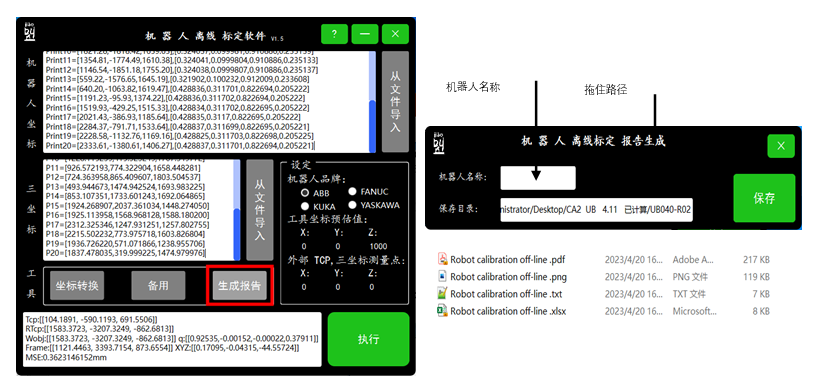 机 器 人 离线 标定软件 V1.5
?
—
X
机
器
人
坐
标
Print11=[1354.81,-1774.49,1610.38],[0.324041,0.0999804,0.910886,0.235133]
Print12=[1146.54,-1851.18,1755.20],[0.324038,0.0999807,0.910886,0.235137]
Print13=[559.22,-1576.65,1645.19],[0.321902,0.100232,0.912009,0.233608]
Print14=[640.20,-1063.82,1619.47],[0.428836,0.311701,0.822694,0.205222]
Print15=[1191.23,-95.93,1374.22],[0.428836,0.311702,0.822694,0.205222]
Print16=[1519.93,-429.25,1515.33],[0.428834,0.311702,0.822695,0.205222]
Print17=[2021.43,-386.93,1185.64],[0.428835,0.3117,0.822695,0.205222]
Print18=[2284.37,-791.71,1533.64],[0.428837,0.311699,0.822695,0.205221]
Print19=[2228.58,-1132.76,1169.16],[0.428825,0.311703,0.822698,0.205225]
Print20=[2333.61,-1380.61,1406.27],[0.428837,0.311701,0.822694,0.205221]
从文件导入
三
坐
标
P11=[926.572193,774.322904,1658.448281]
P12=[724.363958,865.409607,1803.504537]
P13=[494.944673,1474.942524,1693.983225]
P14=[853.107351,1733.601243,1692.064865]
P15=[1924.268907,2037.361034,1448.274050]
P16=[1925.113958,1568.968128,1588.180200]
P17=[2312.325346,1247.931251,1257.802755]
P18=[2215.502232,773.975718,1603.826804]
P19=[1936.726220,571.071866,1238.955706]
P20=[1837.478035,319.999225,1474.979976]
从文件导入
设定
机器人品牌:
ABB
FANUC
KUKA
YASKAWA
工具坐标预估值:
X: Y: Z:
0 0 1000
外部 TCP,三坐标测量点:
X: Y: Z:
0 0 0
工
具
坐标转换
备用
生成报告
Tcp:[[104.1891, -590.1193, 691.5506]]
RTcp:[[1583.3723, -3207.3249, -862.6813]]
Wobj:[[1583.3723, -3207.3249, -862.6813]] q:[[0.92535,-0.00152,-0.00022,0.37911]]
Frame:[[1121.4463, 3393.7154, 873.6554]] XYZ:[[0.17095,-0.04315,-44.55724]]
MSE:0.3623146152mm
执行
机器人名称
拖住路径
机 器 人 离线标定 报告生成
X
机器人名称:
保存目录:
nistrator/Desktop/CA2 UB 4.11 已计算/UB040-R02
保存
Robot calibration off-line .pdf 2023/4/20 16... Adobe A... 217 KB
Robot calibration off-line .png 2023/4/20 16... PNG 文件 119 KB
Robot calibration off-line .txt 2023/4/20 16... TXT 文件 7 KB
Robot calibration off-line .xlsx 2023/4/20 16... Microsoft... 8 KB